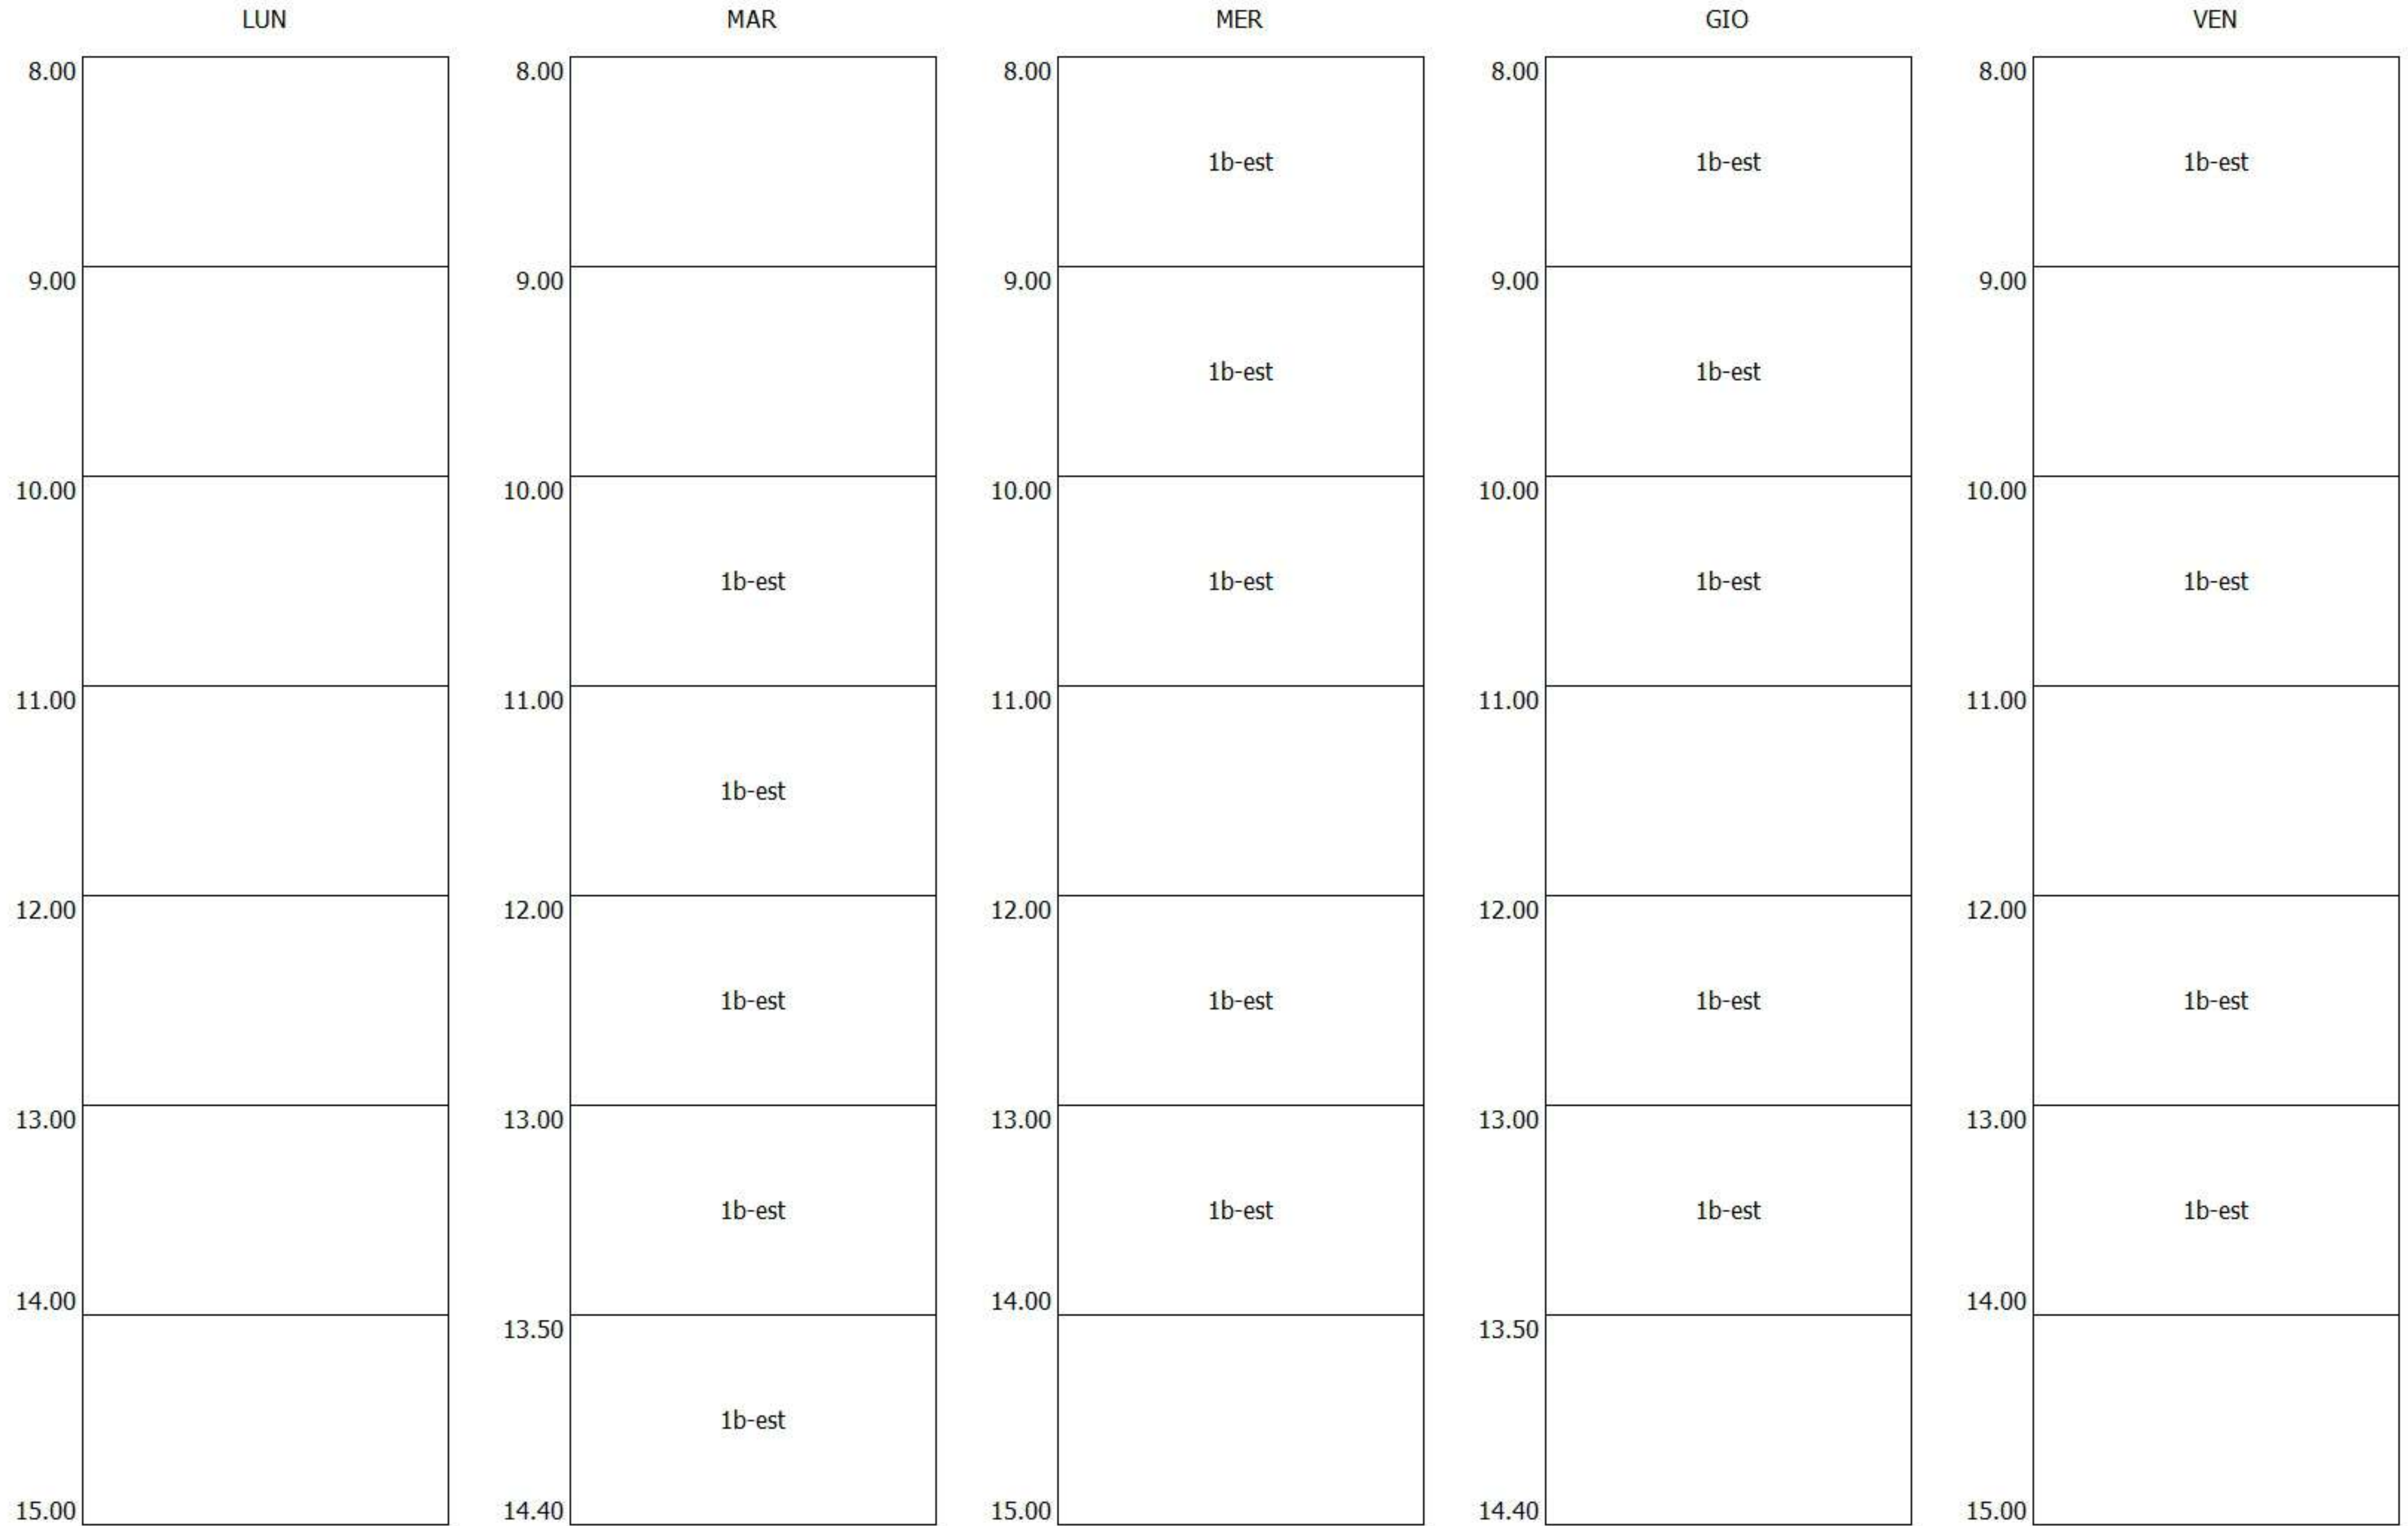 LUN MAR MER GIO VEN
8.00 8.00 8.00 8.00 8.00
1b-est 1b-est 1b-est
9.00 9.00 9.00 9.00 9.00
1b-est 1b-est
10.00 10.00 10.00 10.00 10.00
1b-est 1b-est 1b-est 1b-est
11.00 11.00 11.00 11.00 11.00
1b-est
12.00 12.00 12.00 12.00 12.00
1b-est 1b-est 1b-est 1b-est
13.00 13.00 13.00 13.00 13.00
1b-est 1b-est 1b-est 1b-est
14.00 14.00 14.00
13.50 13.50
1b-est
15.00 14.40 15.00 14.40 15.00